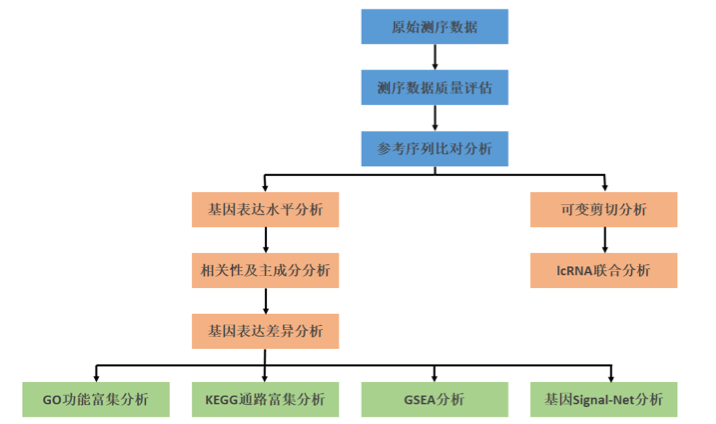 原始测序数据
测序数据质量评估
参考序列比对分析
基因表达水平分析
可变剪切分析
相关性及主成分分析
lcRNA联合分析
基因表达差异分析
GO功能富集分析
KEGG通路富集分析
GSEA分析
基因Signal-Net分析